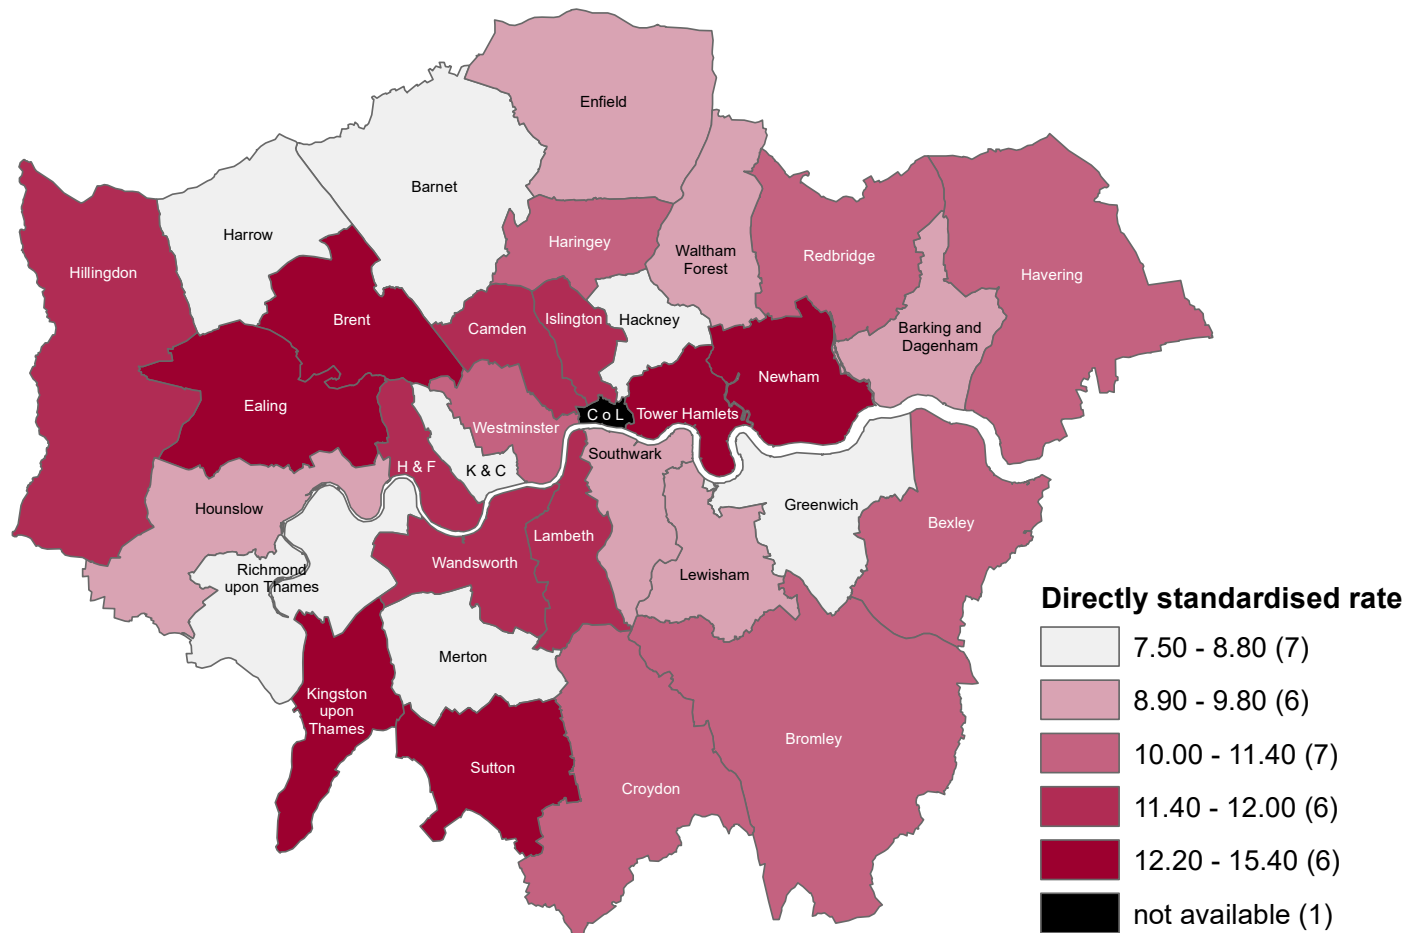 Enfield
Barnet
Harrow
Haringey
Waltham
Forest
Redbridge
Havering
Hillingdon
Brent
Camden
Islington
Hackney
Barking and
Dagenham
Newham
Ealing
Westminster
C o L
Tower Hamlets
H & F
K & C
Southwark
Hounslow
Greenwich
Bexley
Lambeth
Wandsworth
Richmond
upon Thames
Lewisham
Merton
Kingston
upon
Thames
Sutton
Croydon
Bromley
Directly standardised rate
7.50 - 8.80 (7)
8.90 - 9.80 (6)
10.00 - 11.40 (7)
11.40 - 12.00 (6)
12.20 - 15.40 (6)
not available (1)